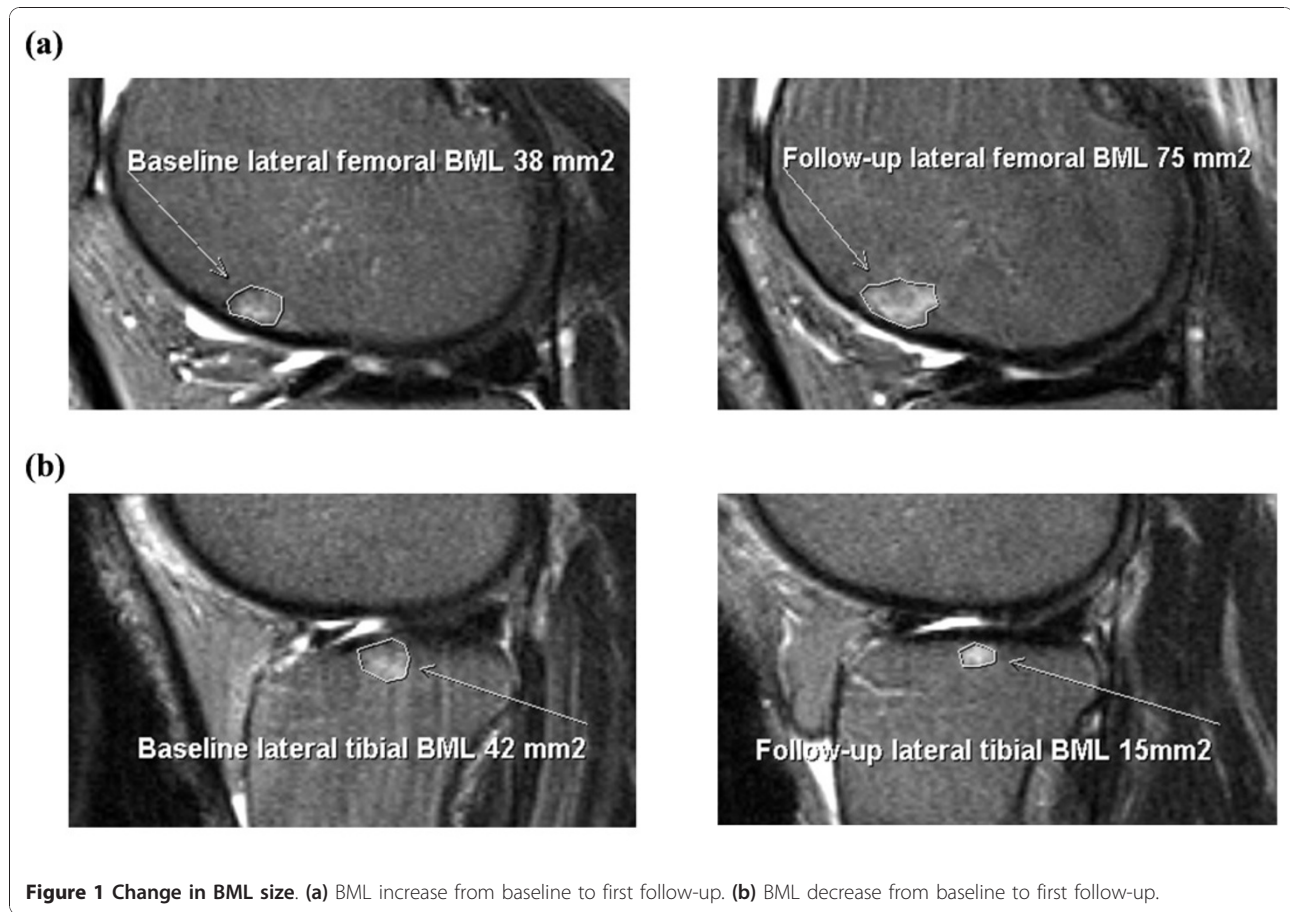 (a)
Baseline lateral femoral BML 38 mm2
Follow-up lateral femoral BML 75 mm2
(b)
Baseline lateral tibial BML 42 mm2
Follow-up lateral tibial BML 15mm2
Figure 1 Change in BML size. (a) BML increase from baseline to first follow-up. (b) BML decrease from baseline to first follow-up.